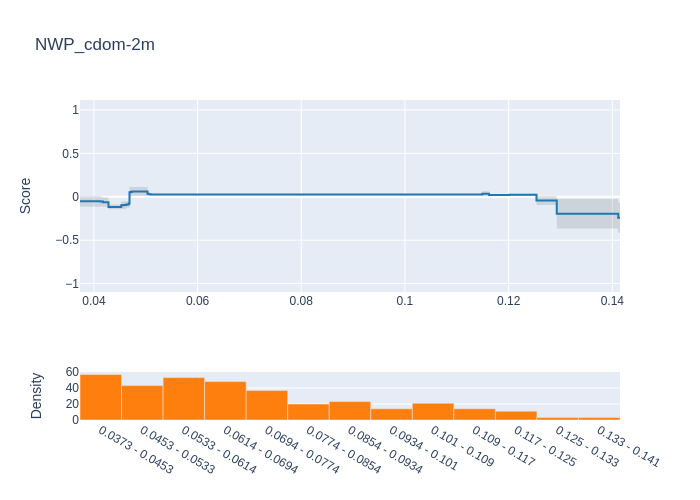 NWP_cdom-2m
Score
1
0.5
0
−0.5
−1
0.04
0.06
0.08
0.1
0.12
0.14
Density
60
40
20
0
0.0373 - 0.0453
0.0453 - 0.0533
0.0533 - 0.0614
0.0614 - 0.0694
0.0694 - 0.0774
0.0774 - 0.0854
0.0854 - 0.0934
0.0934 - 0.101
0.101 - 0.109
0.109 - 0.117
0.117 - 0.125
0.125 - 0.133
0.133 - 0.141